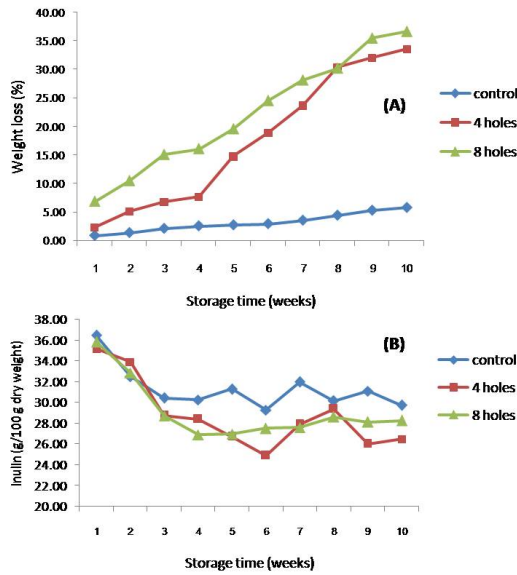 40.00
35.00
30.00
25.00
20.00
15.00
10.00
5.00
0.00
Weight loss (%)
(A)
control
4 holes
8 holes
1 2 3 4 5 6 7 8 9 10
Storage time (weeks)
38.00
36.00
34.00
32.00
30.00
28.00
26.00
24.00
22.00
20.00
Inulin (g/100 g dry weight)
(B)
control
4 holes
8 holes
1 2 3 4 5 6 7 8 9 10
Storage time (weeks)